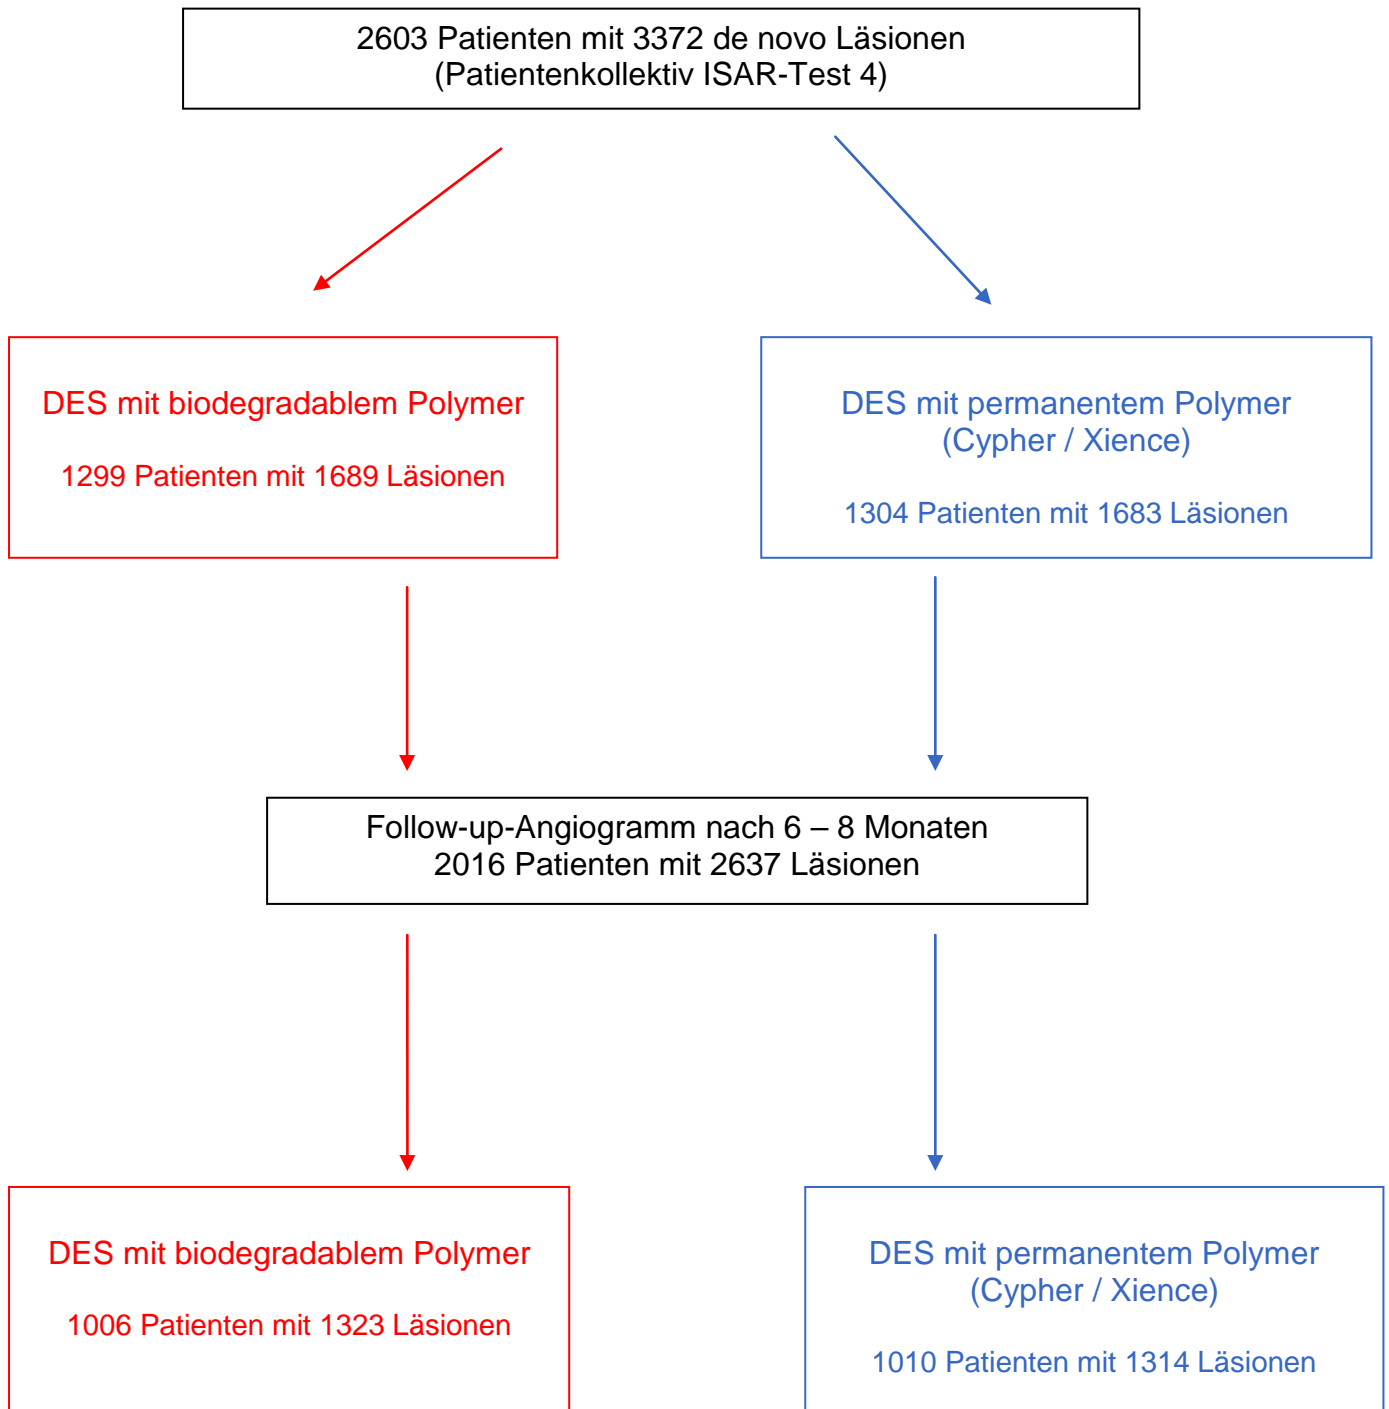 2603 Patienten mit 3372 de novo Läsionen
(Patientenkollektiv ISAR-Test 4)
DES mit biodegradablem Polymer
1299 Patienten mit 1689 Läsionen
DES mit permanentem Polymer
(Cypher / Xience)
1304 Patienten mit 1683 Läsionen
Follow-up-Angiogramm nach 6 – 8 Monaten
2016 Patienten mit 2637 Läsionen
DES mit biodegradablem Polymer
1006 Patienten mit 1323 Läsionen
DES mit permanentem Polymer
(Cypher / Xience)
1010 Patienten mit 1314 Läsionen